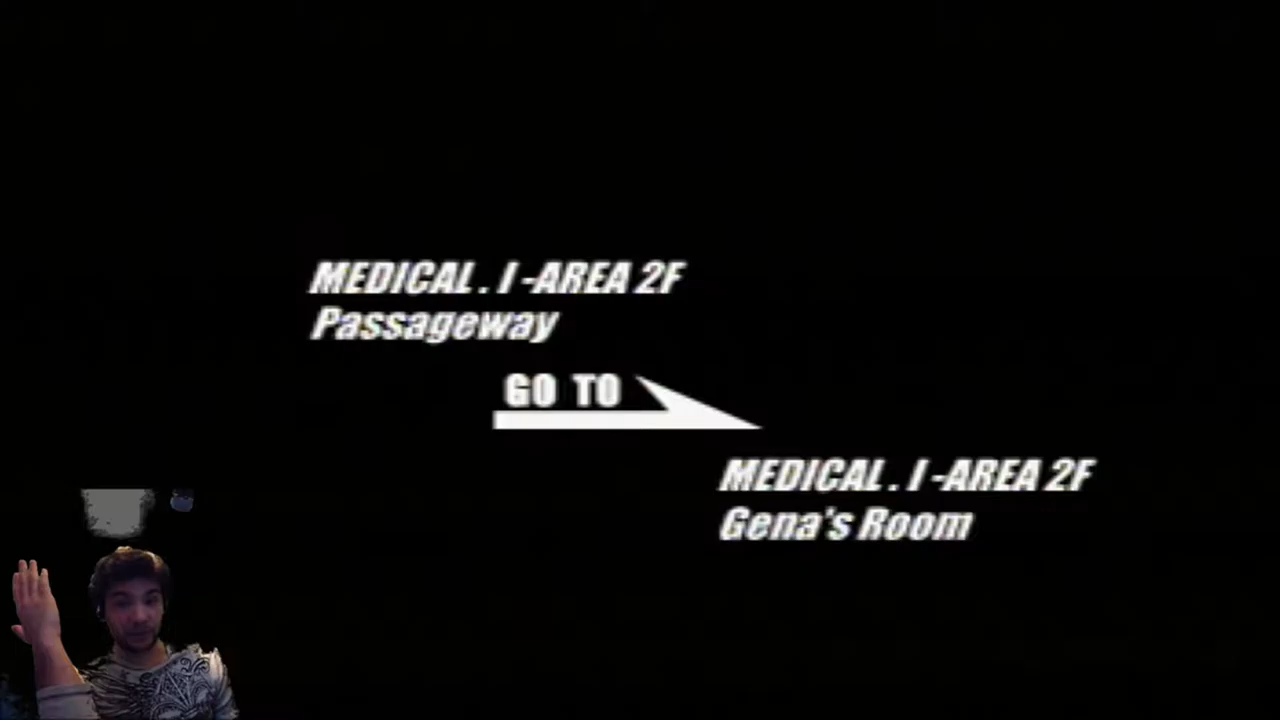 MEDICAL . I -AREA 2F
Passageway
GO TO
MEDICAL . I -AREA 2F
Gena's Room